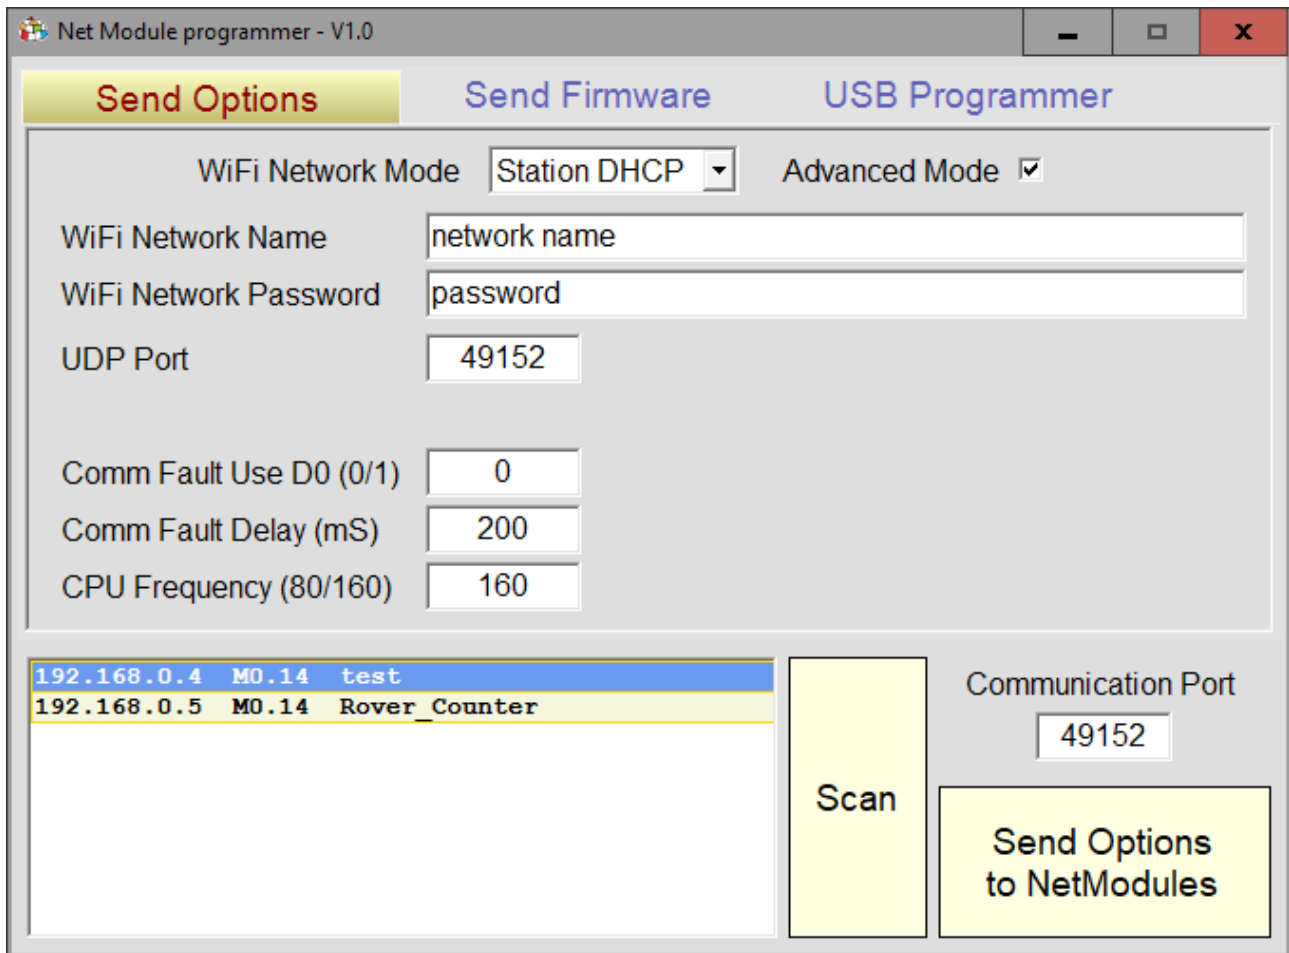 Net Module programmer - V1.0
Send Options Send Firmware USB Programmer
WiFi Network Mode Station DHCP Advanced Mode
WiFi Network Name network name
WiFi Network Password password
UDP Port 49152
Comm Fault Use D0 (0/1) 0
Comm Fault Delay (mS) 200
CPU Frequency (80/160) 160
192.168.0.4 M0.14 test
192.168.0.5 M0.14 Rover_Counter
Scan
Communication Port
49152
Send Options
to NetModules